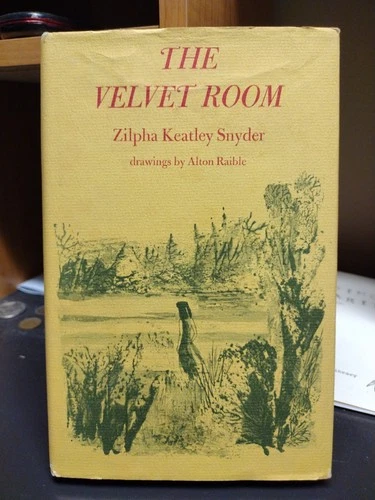 THE
VELVET ROOM
Zilpha Keatley Snyder
drawings by Alton Raible